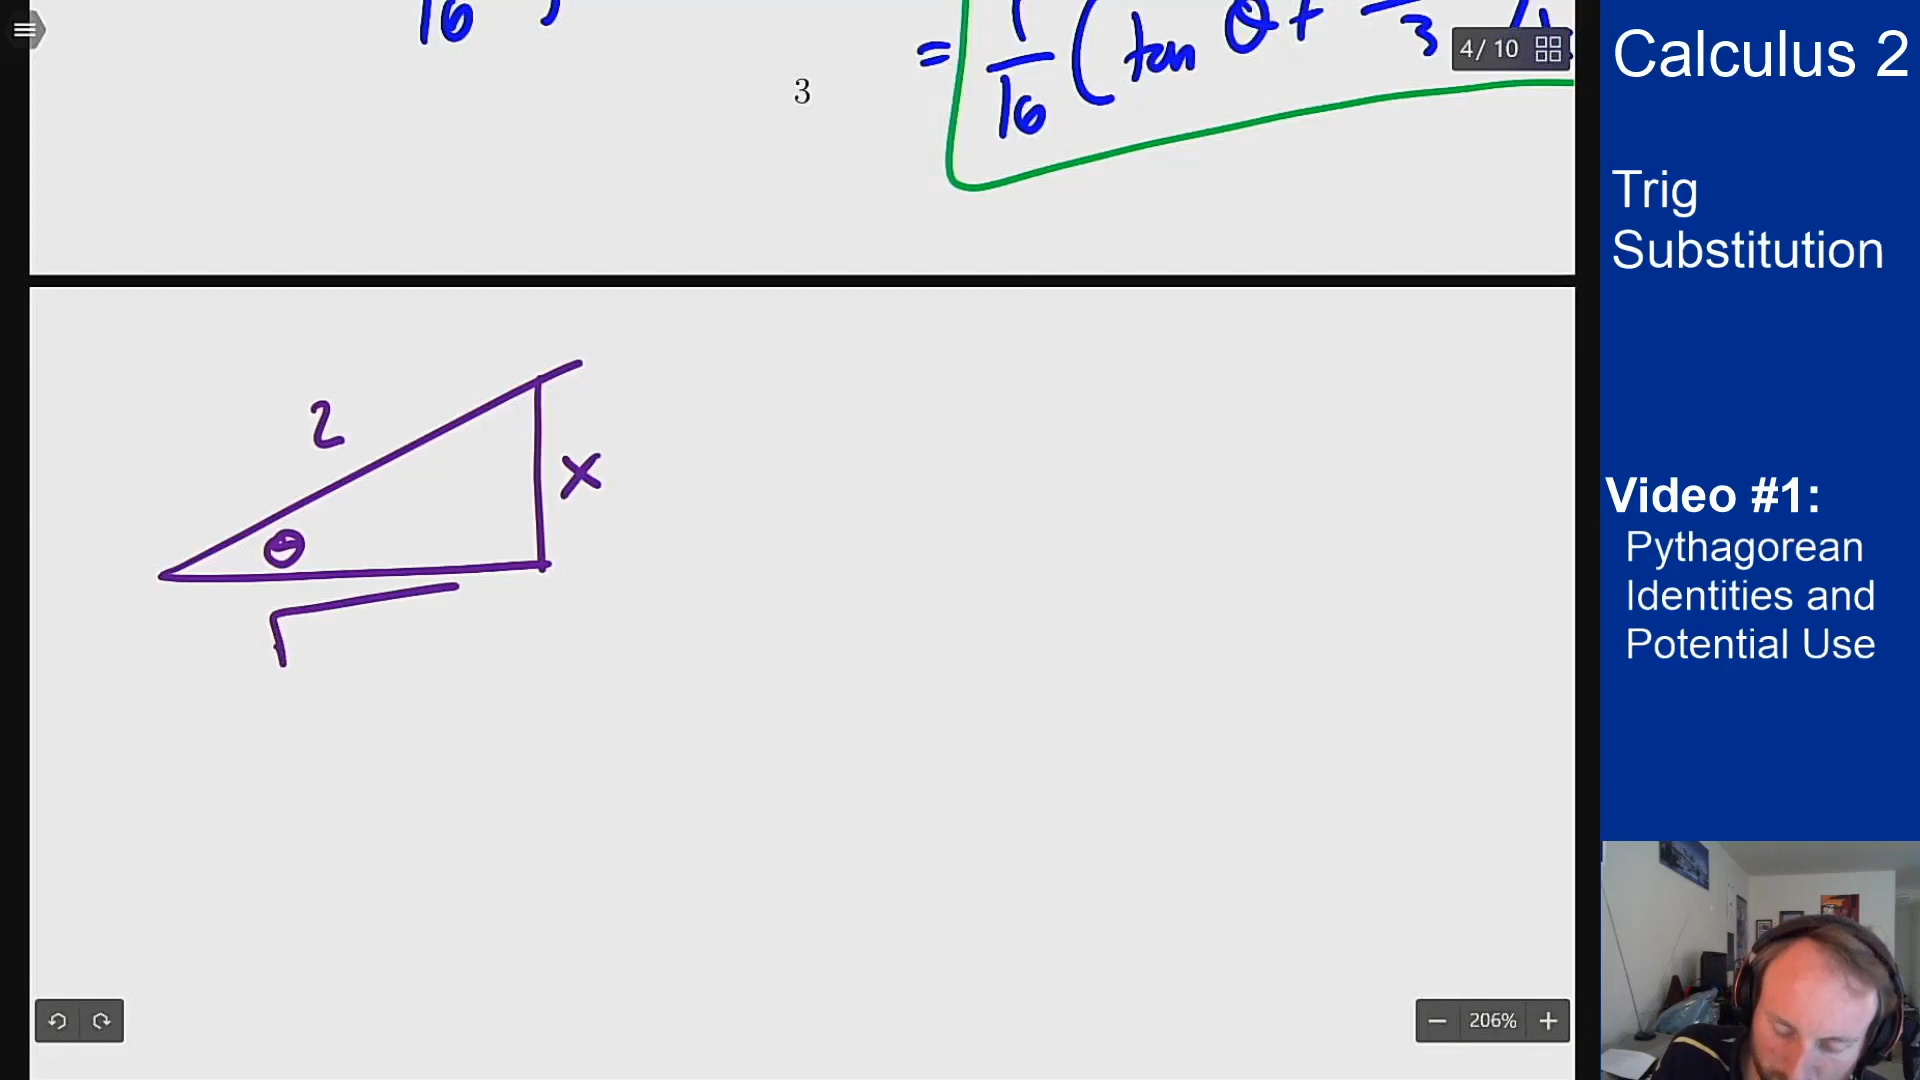 16
= 1/16 ( tan θ + 3
4 / 10
3
2
x
θ
√
206%
Calculus 2
Trig
Substitution
Video #1:
Pythagorean
Identities and
Potential Use